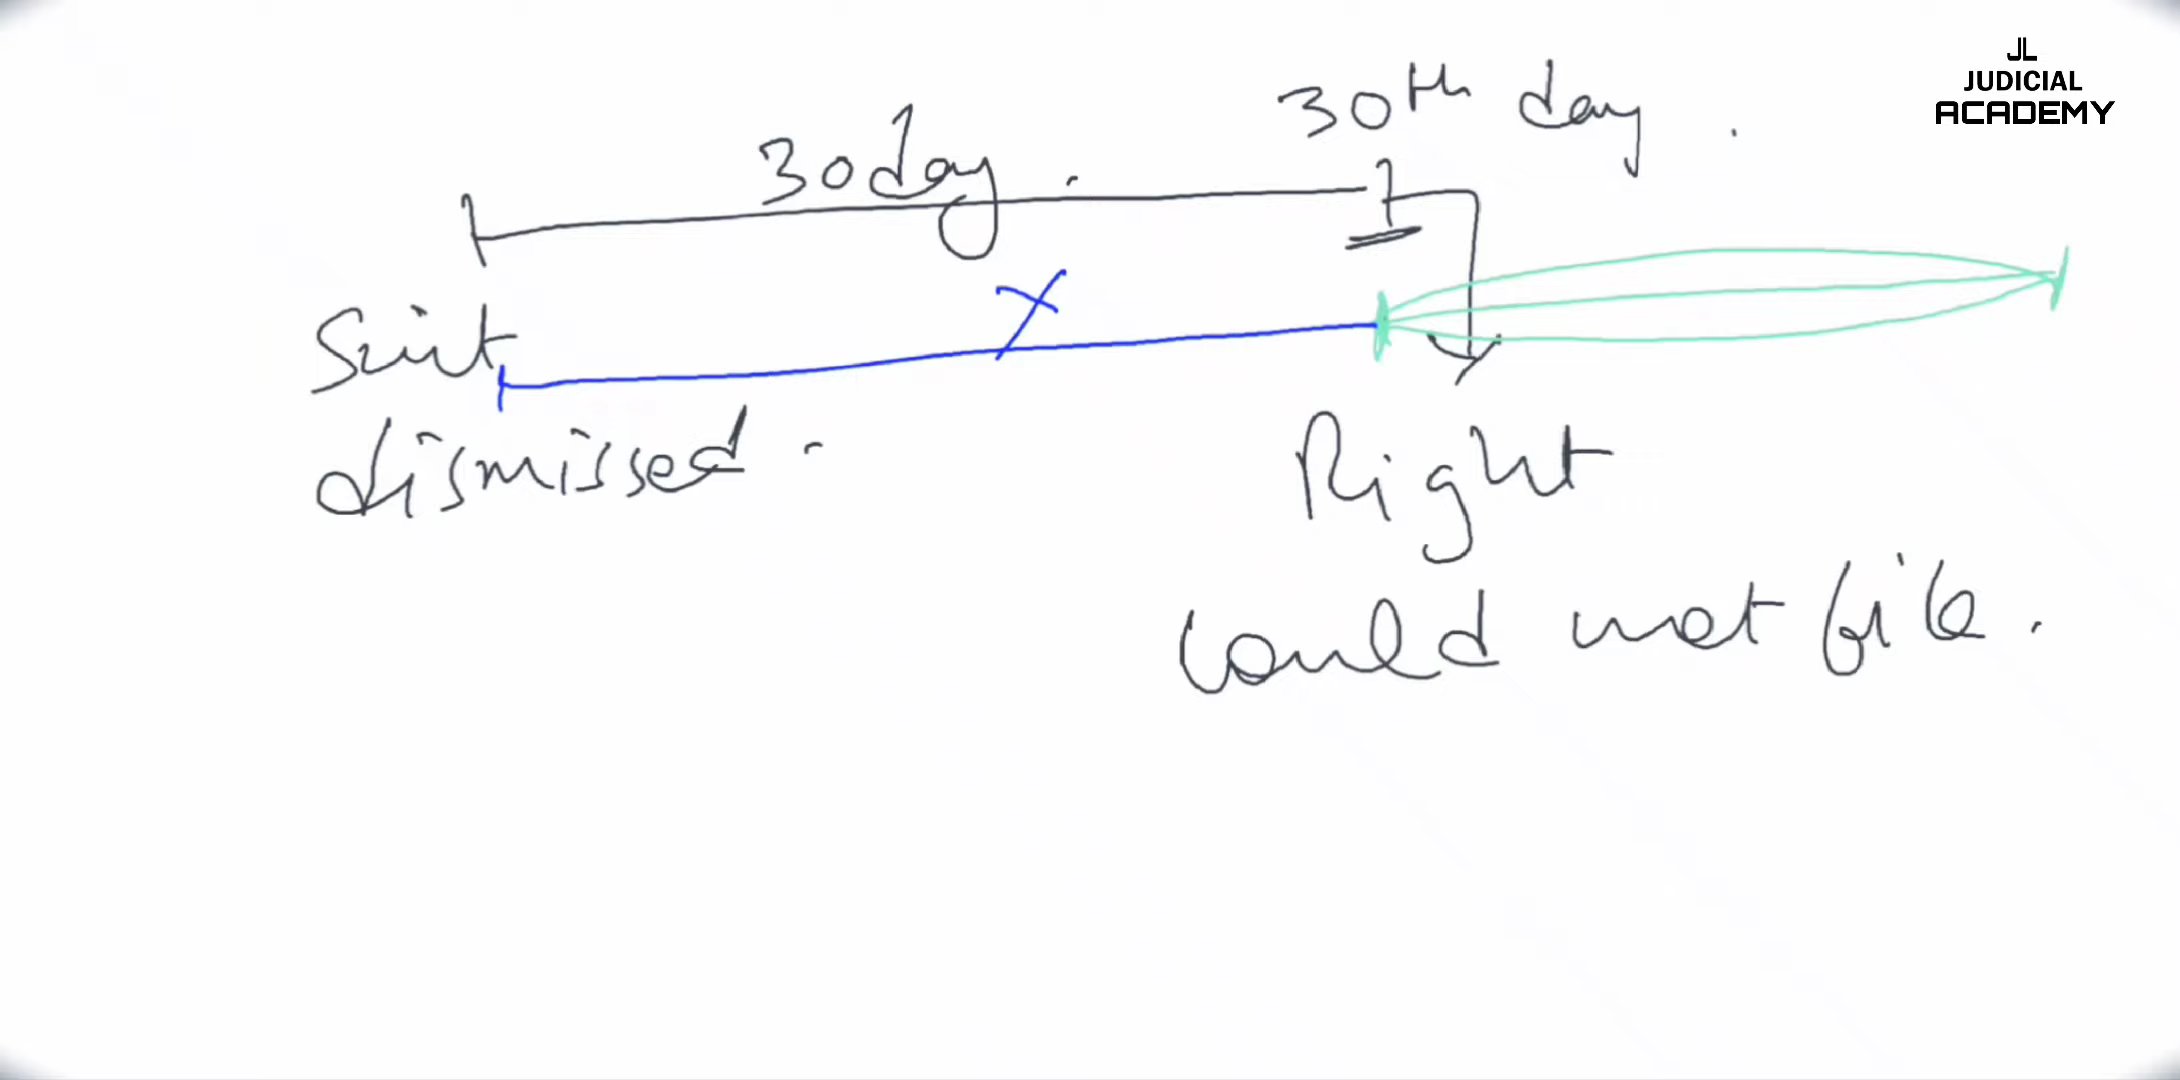 JL
JUDICIAL
ACADEMY
30th day.
30 day.
Suit
dismissed.
Right
could not file.